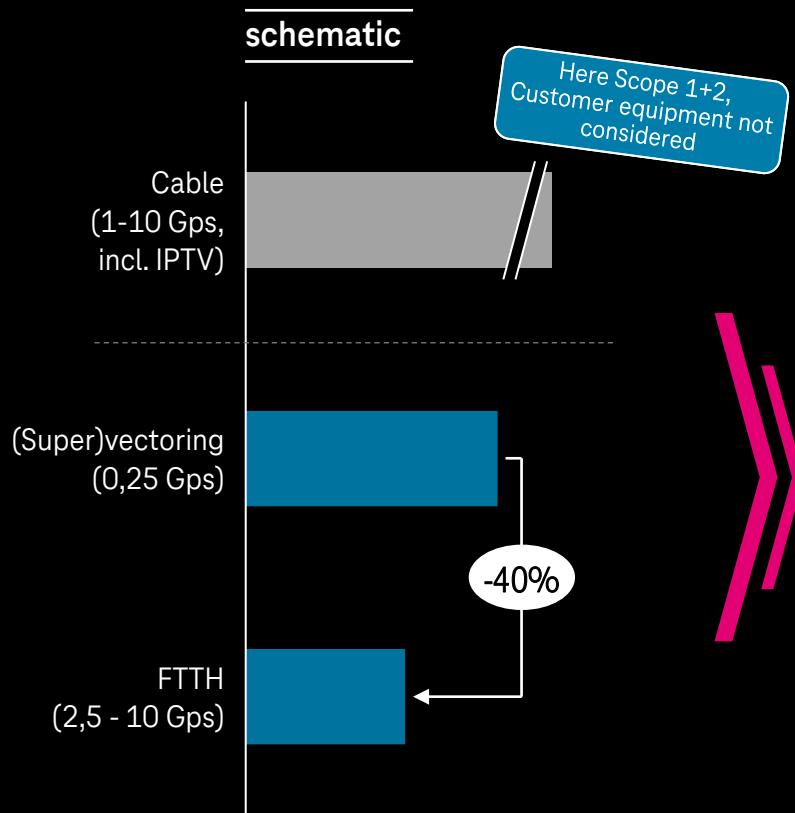 schematic
Here Scope 1+2,
Customer equipment not
considered
Cable
(1-10 Gps,
incl. IPTV)
(Super)vectoring
(0,25 Gps)
-40%
FTTH
(2,5 - 10 Gps)